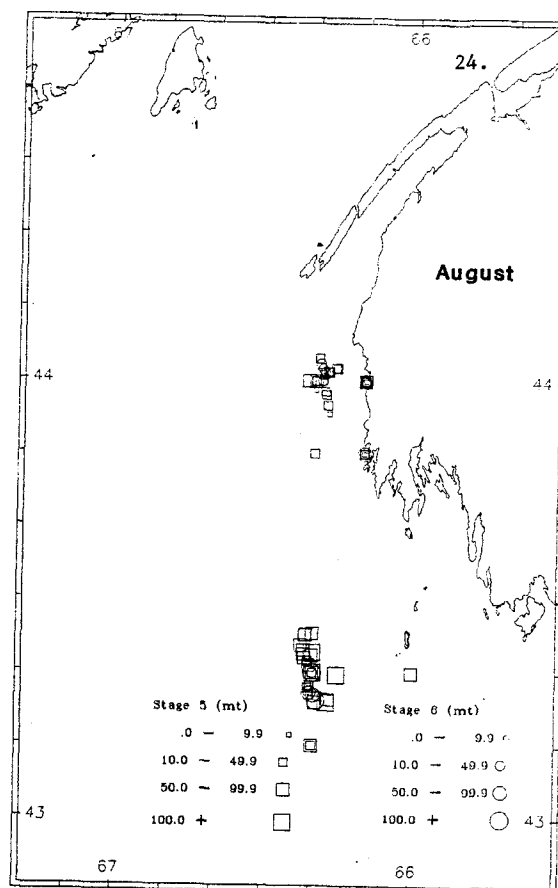 66
24.
August
44 44
Stage 5 (mt) Stage 6 (mt)
.0 - 9.9 .0 - 9.9
10.0 - 49.9 10.0 - 49.9
50.0 - 99.9 50.0 - 99.9
100.0 + 100.0 +
43 43
67 66